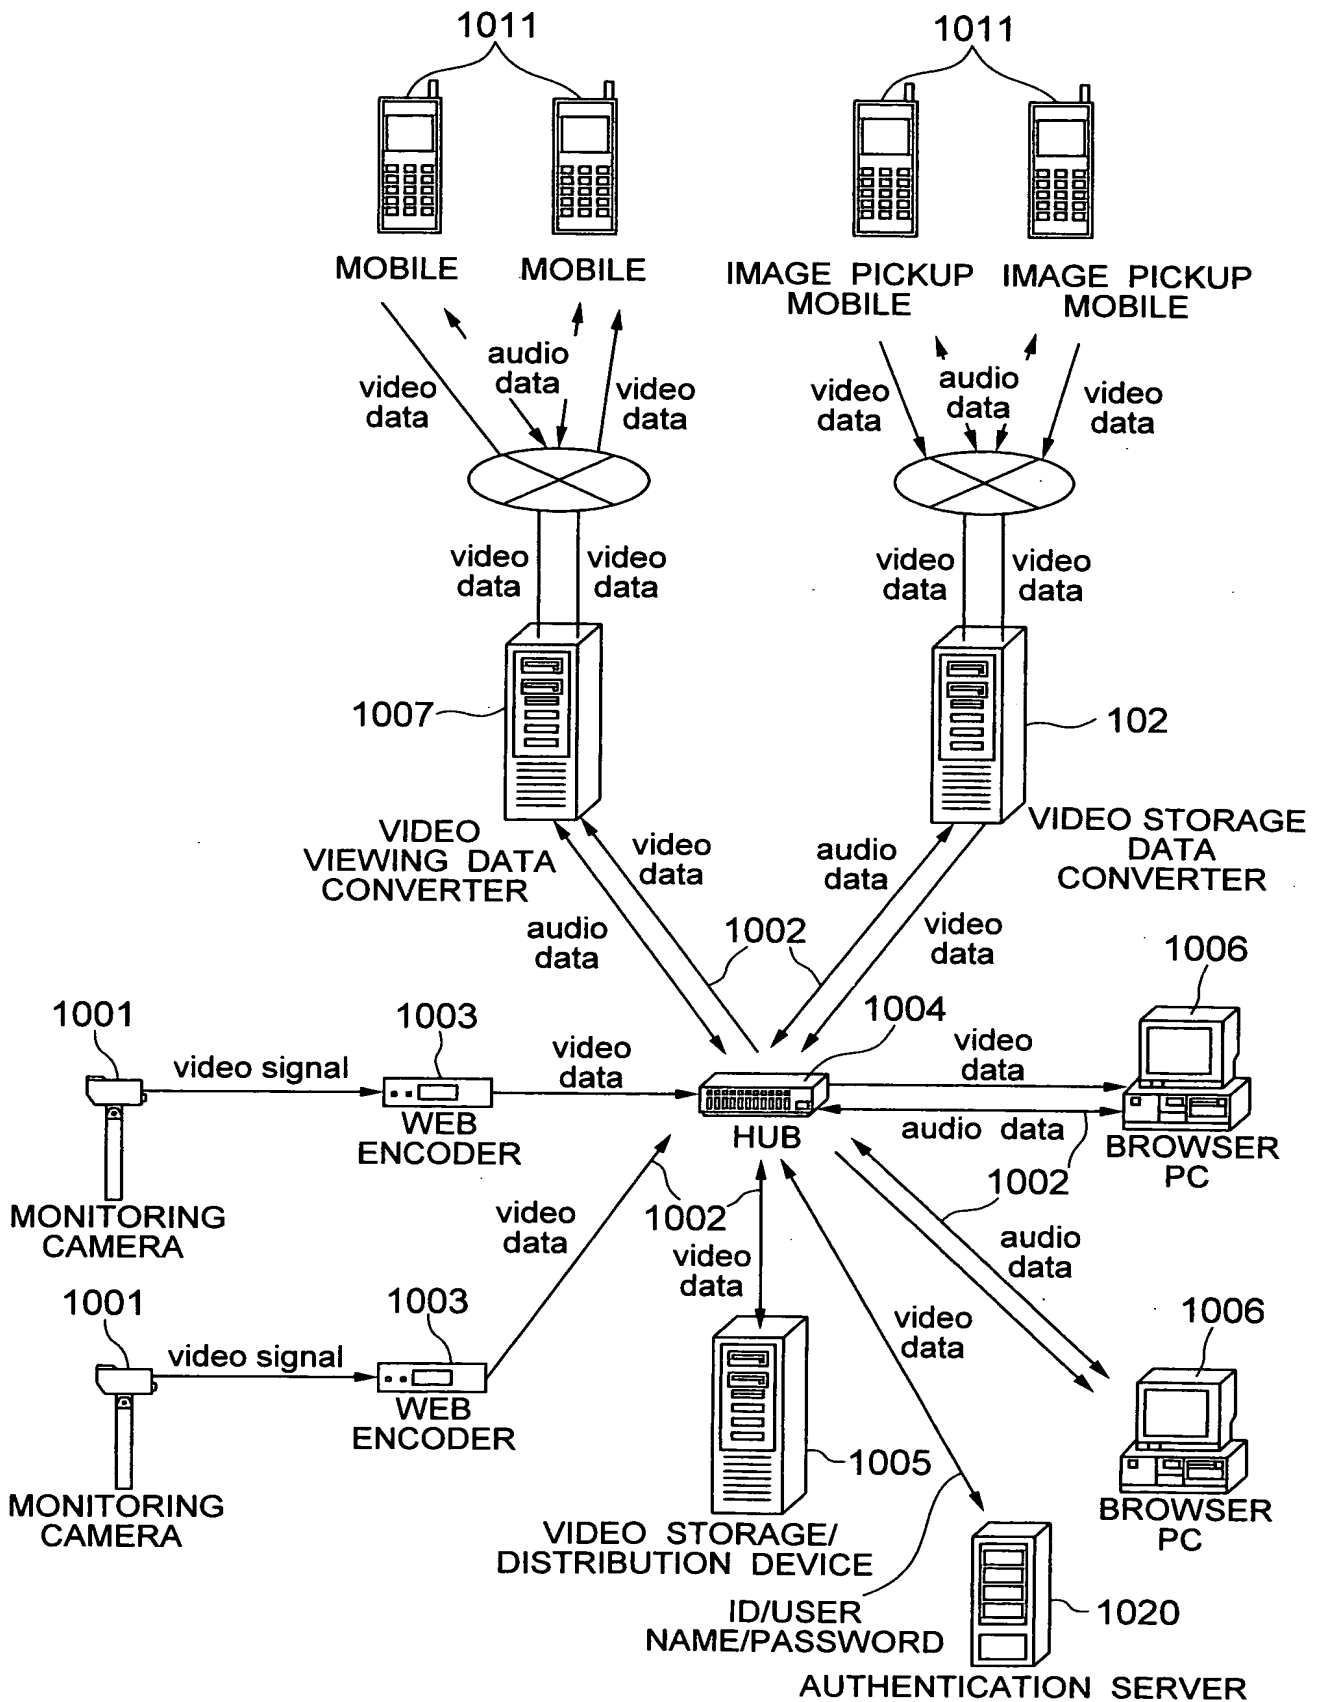 1011
1011
MOBILE
MOBILE
IMAGE PICKUP
MOBILE
IMAGE PICKUP
MOBILE
audio
data
video
data
video
data
audio
data
video
data
video
data
video
data
video
data
video
data
video
data
1007
102
VIDEO
VIEWING DATA
CONVERTER
VIDEO STORAGE
DATA
CONVERTER
video
data
audio
data
audio
data
video
data
1002
1006
1001
1003
1004
video signal
video
data
video
data
WEB
ENCODER
HUB
audio data
BROWSER
PC
1002
1002
MONITORING
CAMERA
video
data
video
data
audio
data
1001
1003
video
data
1006
video signal
WEB
ENCODER
1005
MONITORING
CAMERA
BROWSER
PC
VIDEO STORAGE/
DISTRIBUTION DEVICE
ID/USER
NAME/PASSWORD
1020
AUTHENTICATION SERVER